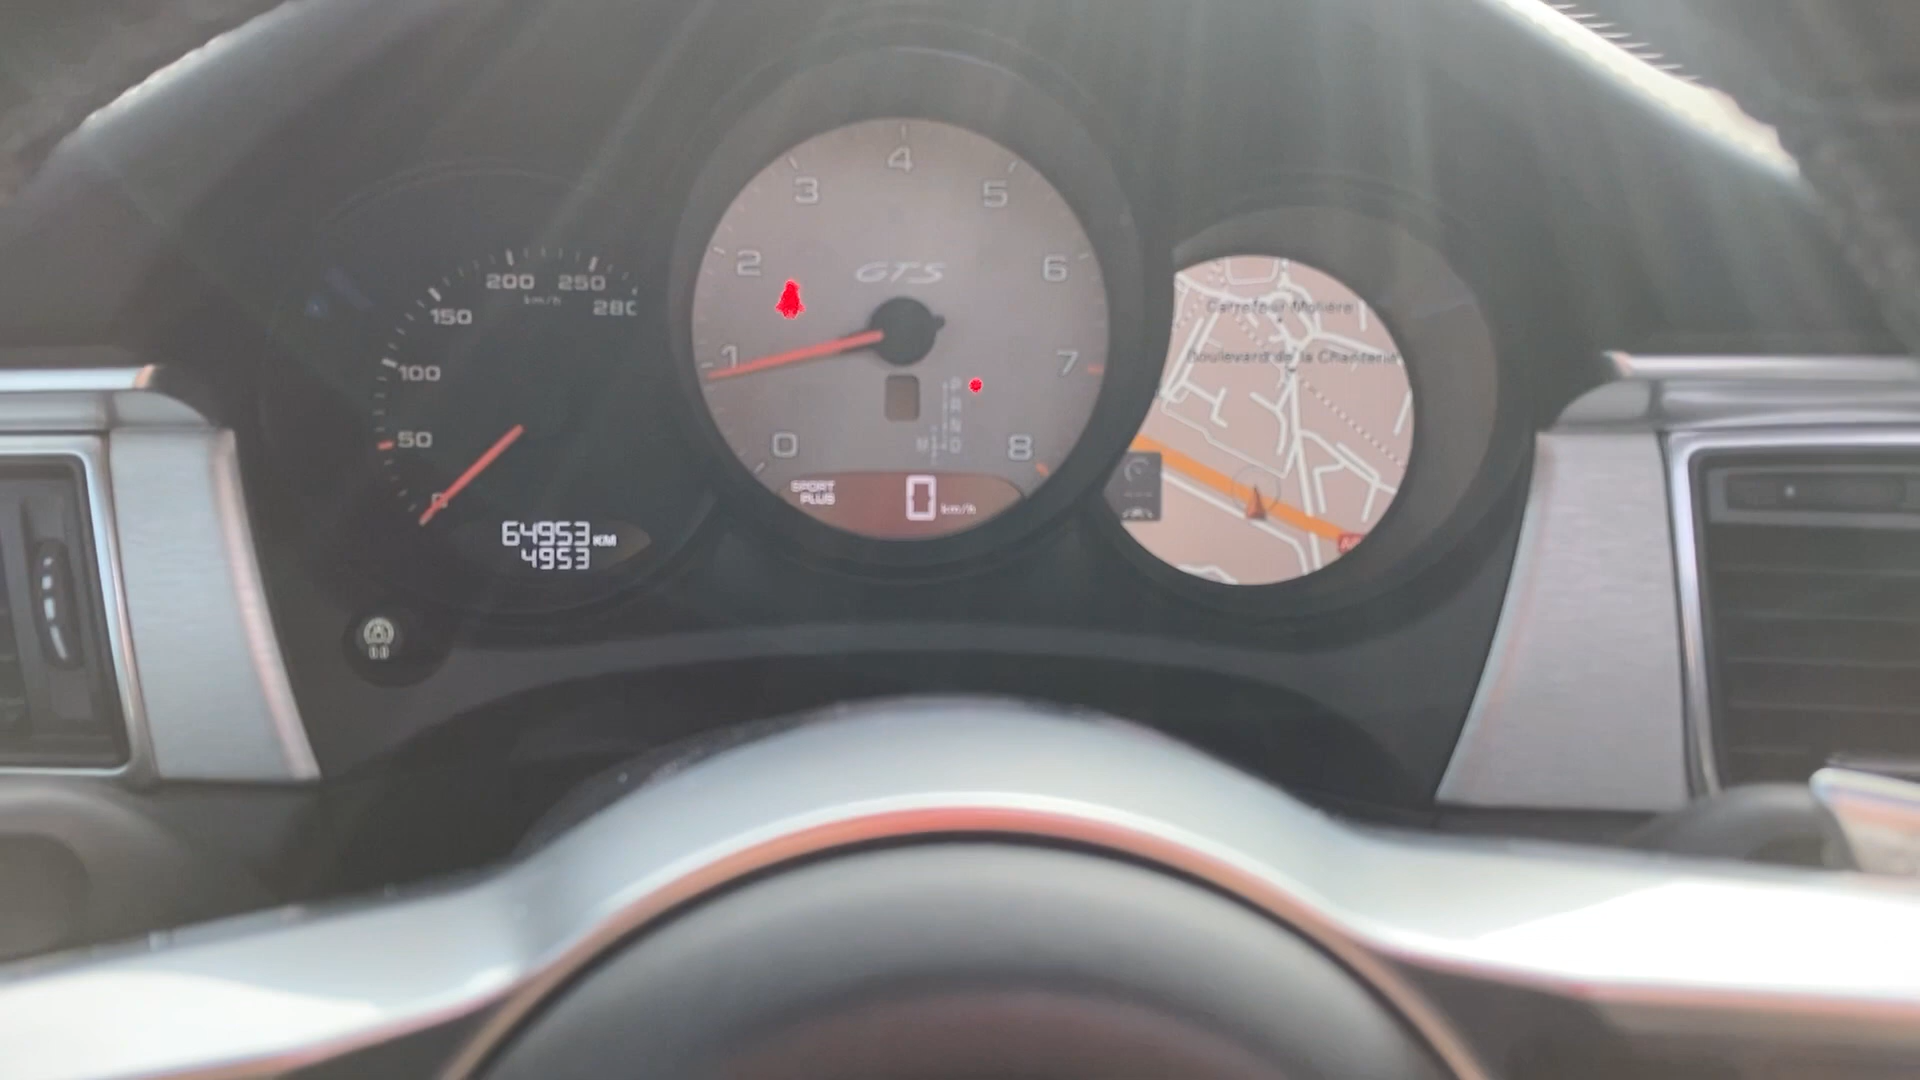 200 250
km/h
150 280
100
50
0
64953 KM
4953
4
3 5
2 6
GTS
1 7
P
R
N
M D
0 8
SPORT
PLUS
0 km/h
Carrefour Molière
Boulevard de la Chanterie